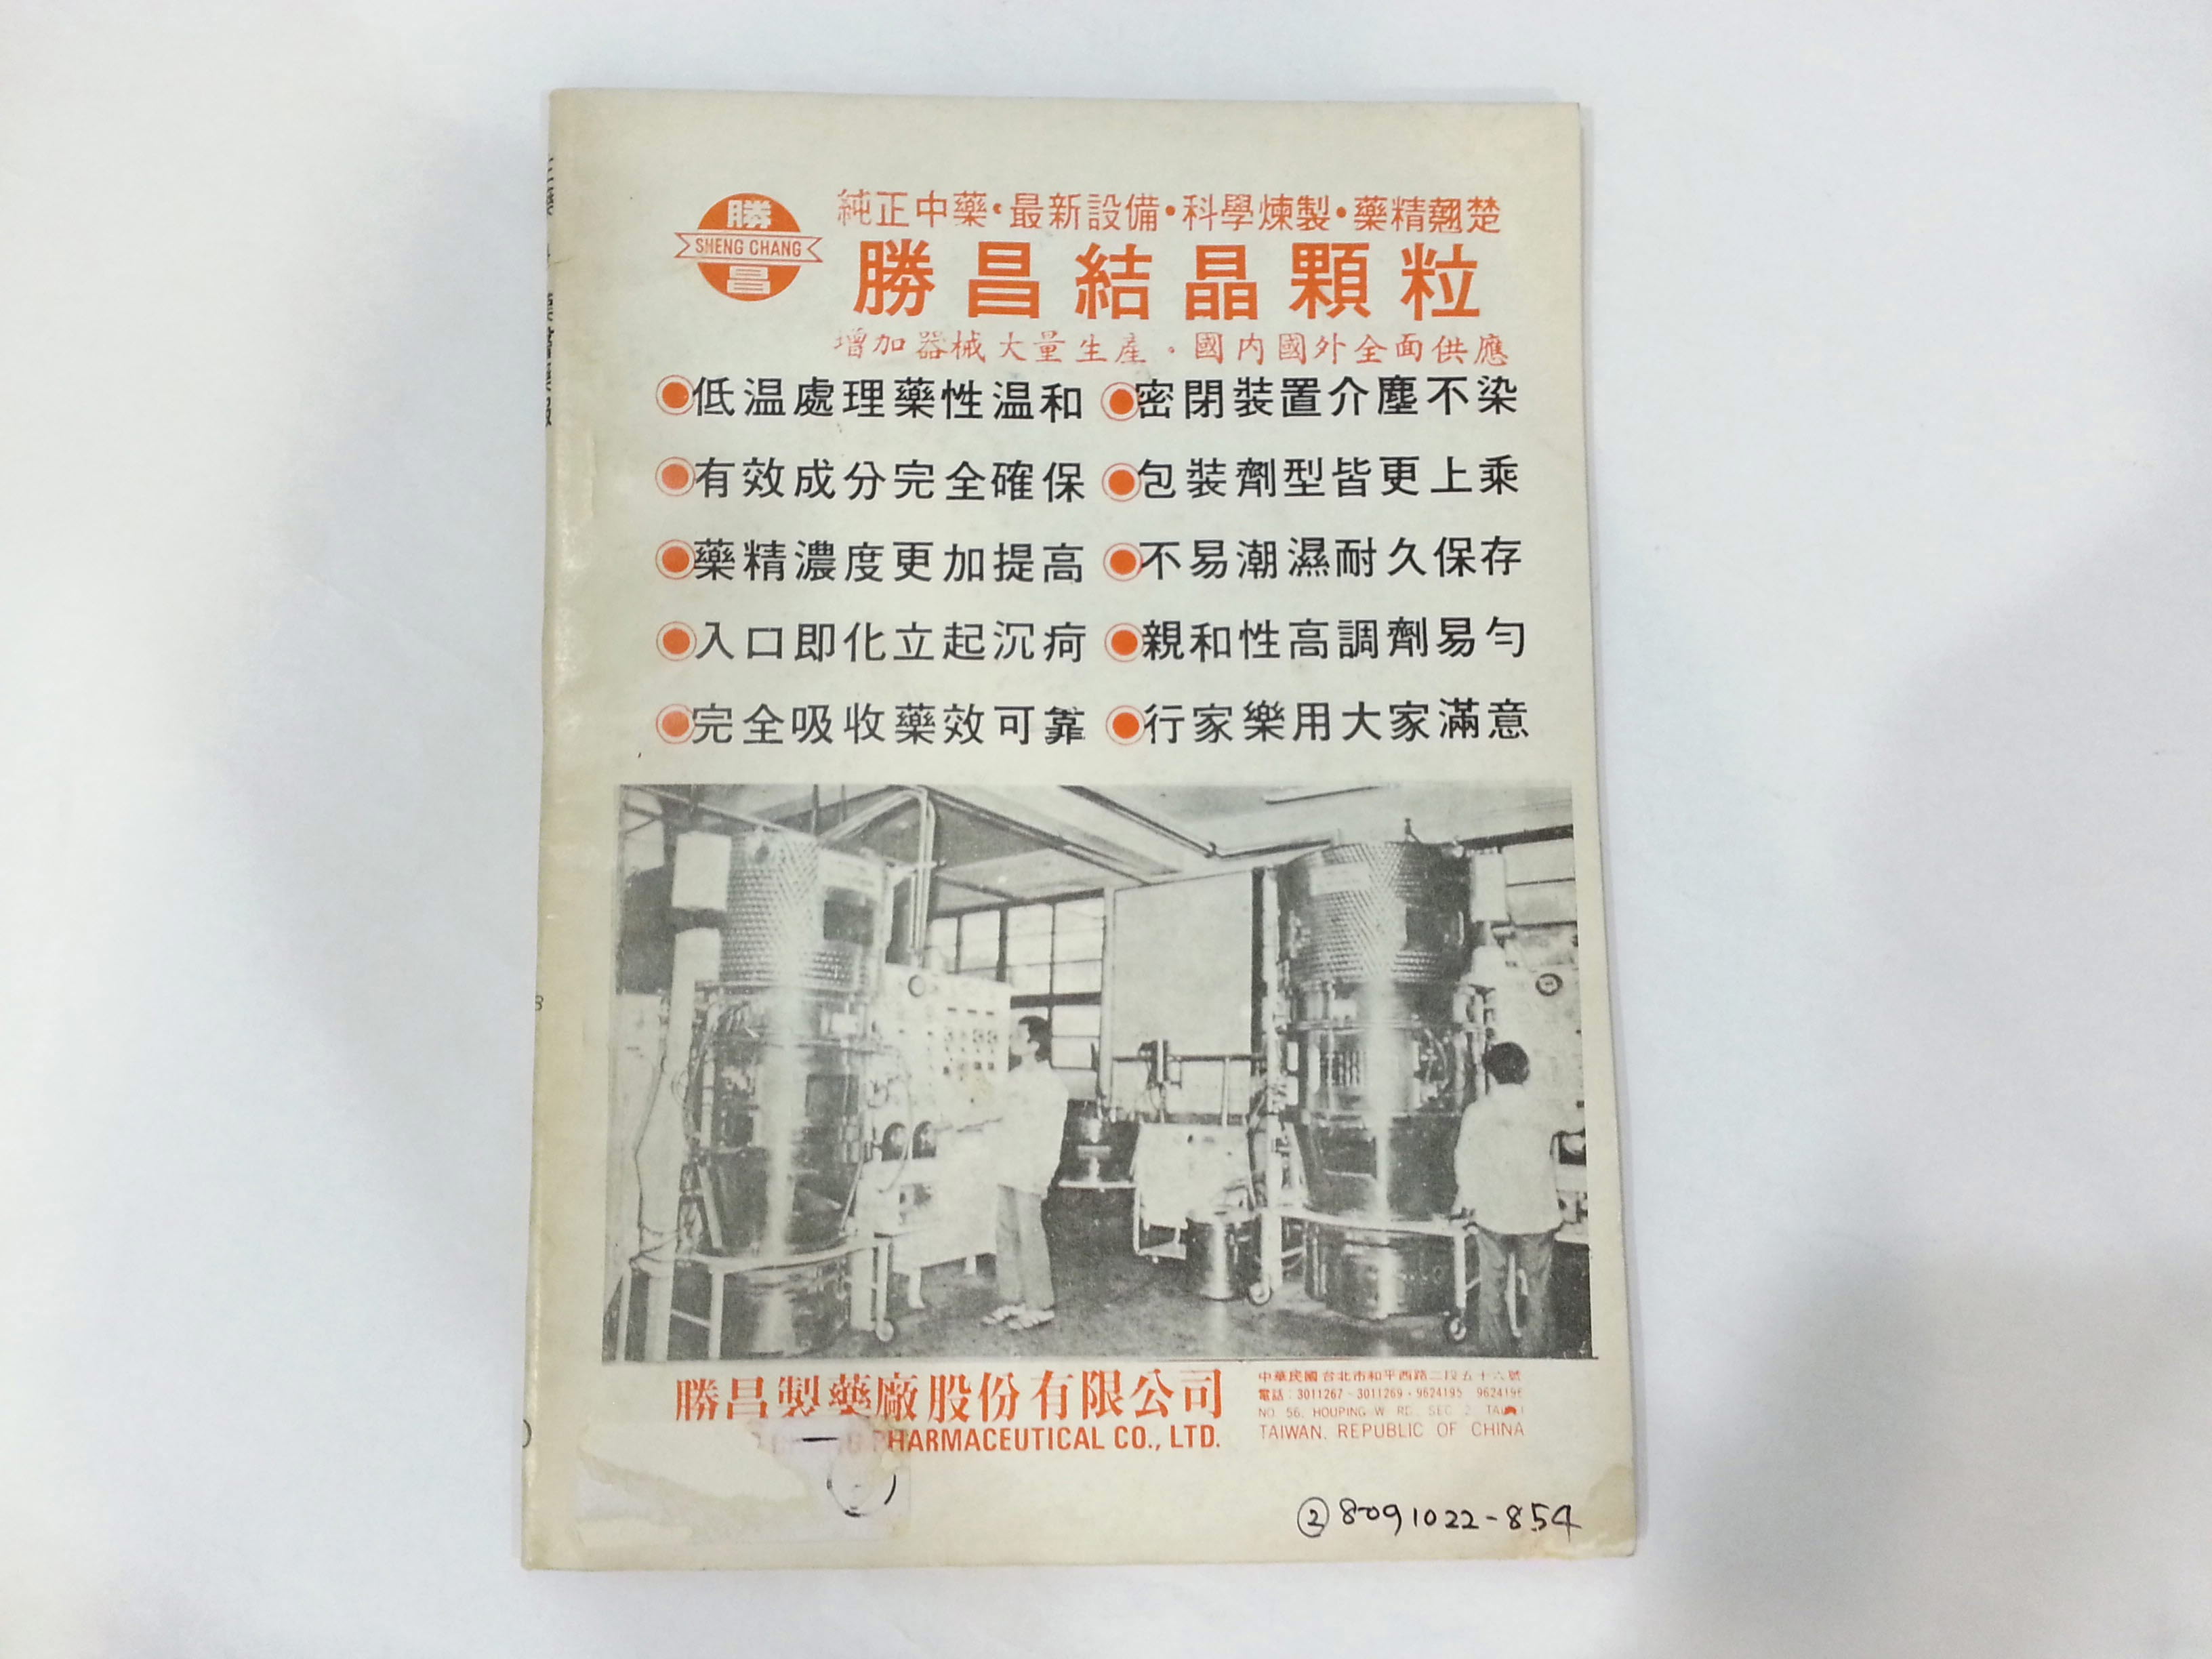 純正中藥・最新設備・科學煉製・藥精翹楚
勝
SHENG CHANG
昌
勝昌結晶顆粒
增加器械大量生產・國內國外全面供應
低温處理藥性温和
有效成分完全確保
藥精濃度更加提高
入口即化立起沉疴
完全吸收藥效可靠
密閉裝置介塵不染
包裝劑型皆更上乘
不易潮濕耐久保存
親和性高調劑易勻
行家樂用大家滿意
勝昌製藥廠股份有限公司
PHARMACEUTICAL CO., LTD.
中華民國台北市和平西路二段五十六號
電話：3011267－3011269・9624195 9624196
NO. 56, HOUPING W. RD. SEC. 2,
TAIWAN, REPUBLIC OF CHINA
②8091022-854